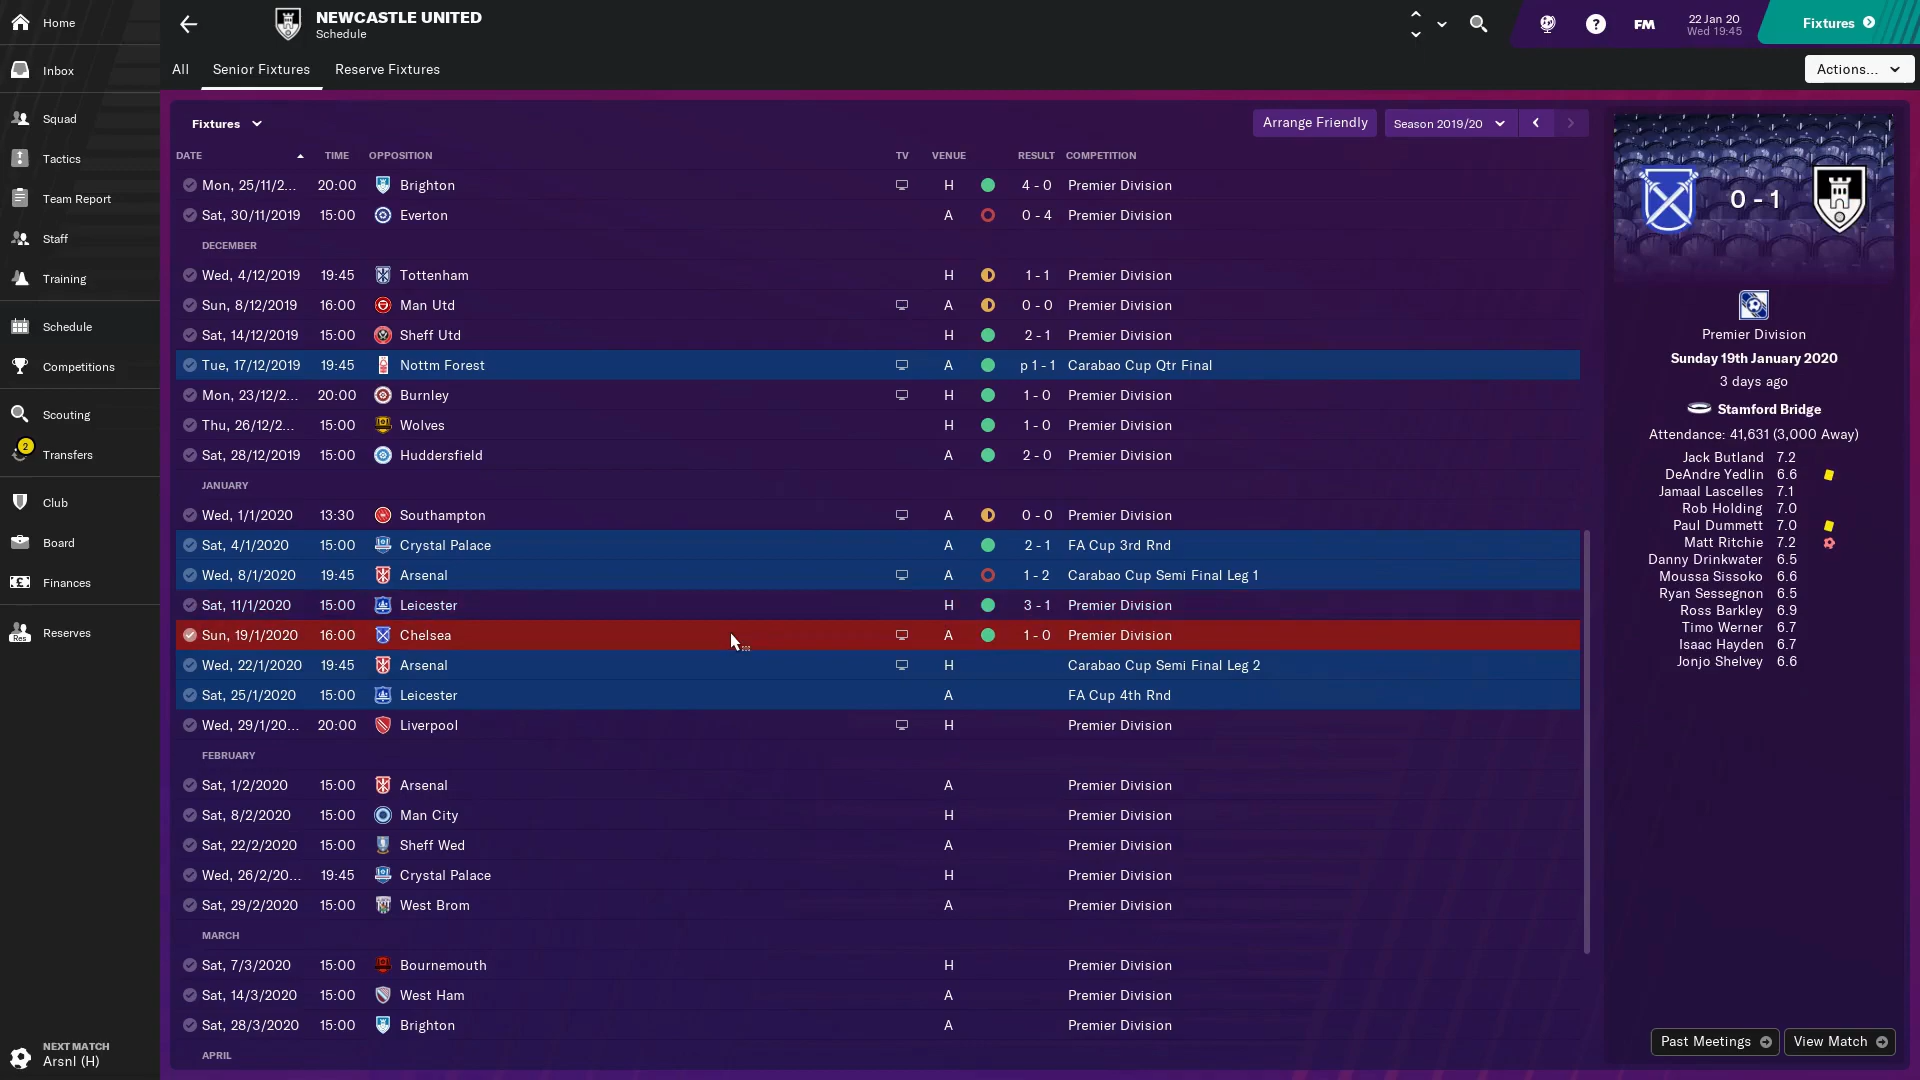 Home
Inbox
Squad
Tactics
Team Report
Staff
Training
Schedule
Competitions
Scouting
2
Transfers
Club
Board
Finances
Res
Reserves
NEXT MATCH
Arsnl (H)
NEWCASTLE UNITED
Schedule
?
FM
22 Jan 20
Wed 19:45
Fixtures
All Senior Fixtures Reserve Fixtures
Actions...
Fixtures
Arrange Friendly
Season 2019/20
DATE TIME OPPOSITION TV VENUE RESULT COMPETITION
Mon, 25/11/2... 20:00 Brighton H 4 - 0 Premier Division
Sat, 30/11/2019 15:00 Everton A 0 - 4 Premier Division
DECEMBER
Wed, 4/12/2019 19:45 Tottenham H 1 - 1 Premier Division
Sun, 8/12/2019 16:00 Man Utd A 0 - 0 Premier Division
Sat, 14/12/2019 15:00 Sheff Utd H 2 - 1 Premier Division
Tue, 17/12/2019 19:45 Nottm Forest A p 1 - 1 Carabao Cup Qtr Final
Mon, 23/12/2... 20:00 Burnley H 1 - 0 Premier Division
Thu, 26/12/2... 15:00 Wolves H 1 - 0 Premier Division
Sat, 28/12/2019 15:00 Huddersfield A 2 - 0 Premier Division
JANUARY
Wed, 1/1/2020 13:30 Southampton A 0 - 0 Premier Division
Sat, 4/1/2020 15:00 Crystal Palace A 2 - 1 FA Cup 3rd Rnd
Wed, 8/1/2020 19:45 Arsenal A 1 - 2 Carabao Cup Semi Final Leg 1
Sat, 11/1/2020 15:00 Leicester H 3 - 1 Premier Division
Sun, 19/1/2020 16:00 Chelsea A 1 - 0 Premier Division
Wed, 22/1/2020 19:45 Arsenal H Carabao Cup Semi Final Leg 2
Sat, 25/1/2020 15:00 Leicester A FA Cup 4th Rnd
Wed, 29/1/20... 20:00 Liverpool H Premier Division
FEBRUARY
Sat, 1/2/2020 15:00 Arsenal A Premier Division
Sat, 8/2/2020 15:00 Man City H Premier Division
Sat, 22/2/2020 15:00 Sheff Wed A Premier Division
Wed, 26/2/20... 19:45 Crystal Palace H Premier Division
Sat, 29/2/2020 15:00 West Brom A Premier Division
MARCH
Sat, 7/3/2020 15:00 Bournemouth H Premier Division
Sat, 14/3/2020 15:00 West Ham A Premier Division
Sat, 28/3/2020 15:00 Brighton A Premier Division
APRIL
0 - 1
Premier Division
Sunday 19th January 2020
3 days ago
Stamford Bridge
Attendance: 41,631 (3,000 Away)
Jack Butland 7.2
DeAndre Yedlin 6.6
Jamaal Lascelles 7.1
Rob Holding 7.0
Paul Dummett 7.0
Matt Ritchie 7.2
Danny Drinkwater 6.5
Moussa Sissoko 6.6
Ryan Sessegnon 6.5
Ross Barkley 6.9
Timo Werner 6.7
Isaac Hayden 6.7
Jonjo Shelvey 6.6
Past Meetings
View Match